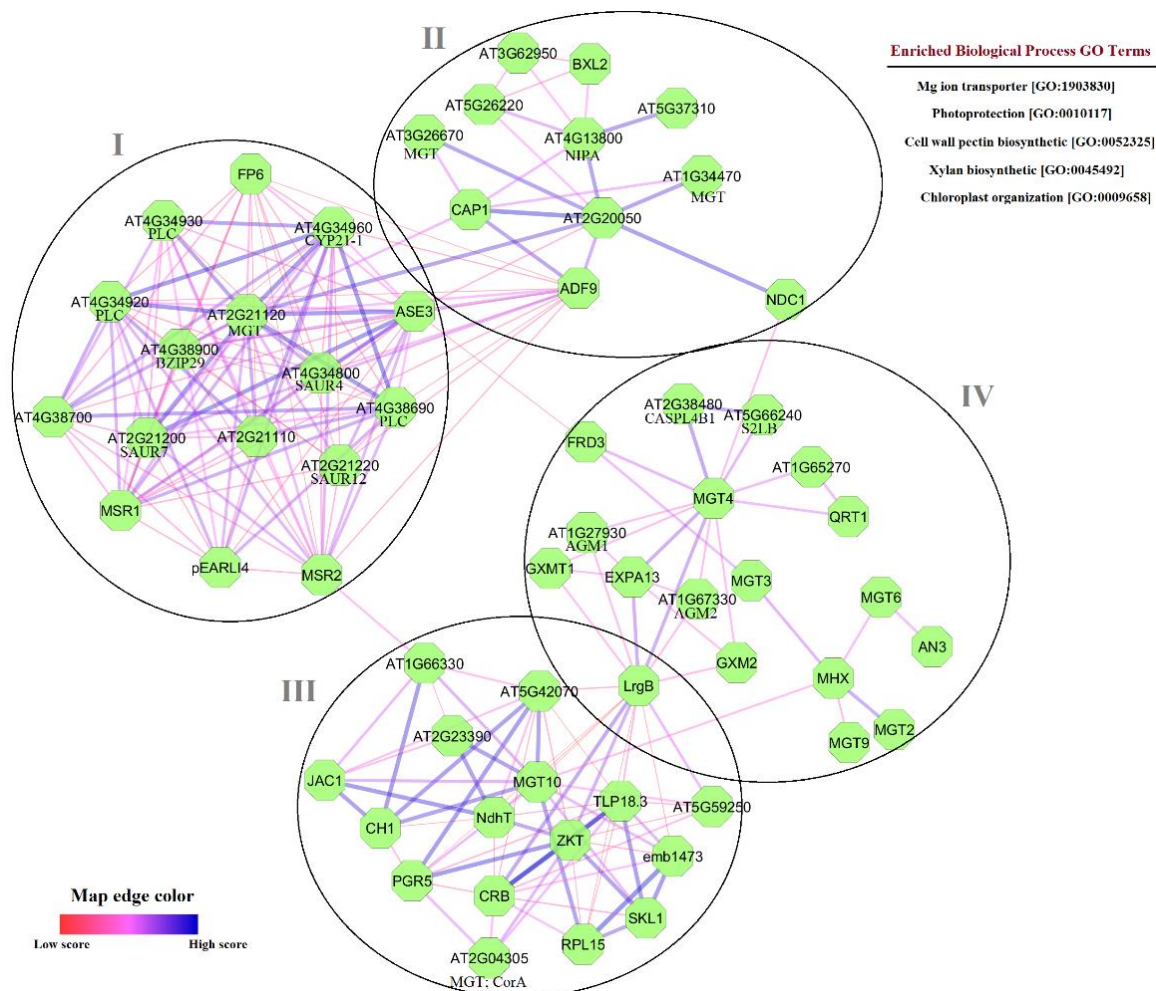 II
Enriched Biological Process GO Terms
Mg ion transporter [GO:1903830]
Photoprotection [GO:0010117]
Cell wall pectin biosynthetic [GO:0052325]
Xylan biosynthetic [GO:0045492]
Chloroplast organization [GO:0009658]
AT3G62950
BXL2
AT5G26220
AT5G37310
AT3G26670
MGT
AT4G13800
NIPA
AT1G34470
MGT
CAP1
AT2G20050
ADF9
NDC1
I
FP6
AT4G34930
PLC
AT4G34960
CYP21-1
AT4G34920
PLC
AT2G21120
MGT
ASE3
AT4G38900
BZIP29
AT4G34800
SAUR4
AT4G38700
AT4G38690
PLC
AT2G21200
SAUR7
AT2G21110
AT2G21220
SAUR12
MSR1
pEARLI4
MSR2
IV
AT2G38480
CASPL4B1
AT5G66240
S2LB
FRD3
AT1G65270
MGT4
QRT1
AT1G27930
AGM1
GXMT1
EXPA13
MGT3
AT1G67330
AGM2
MGT6
AN3
GXM2
MHX
LrgB
MGT2
MGT9
III
AT1G66330
AT5G42070
AT2G23390
JAC1
MGT10
TLP18.3
AT5G59250
CH1
NdhT
ZKT
emb1473
PGR5
CRB
SKL1
RPL15
AT2G04305
MGT; CorA
Map edge color
Low score
High score